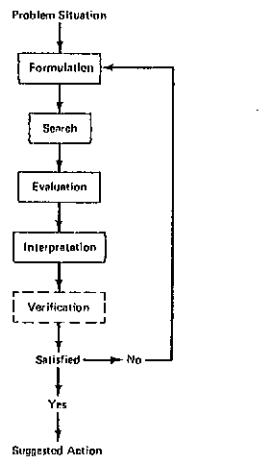 Problem Situation
Formulation
Search
Evaluation
Interpretation
Verification
Satisfied No
Yes
Suggested Action